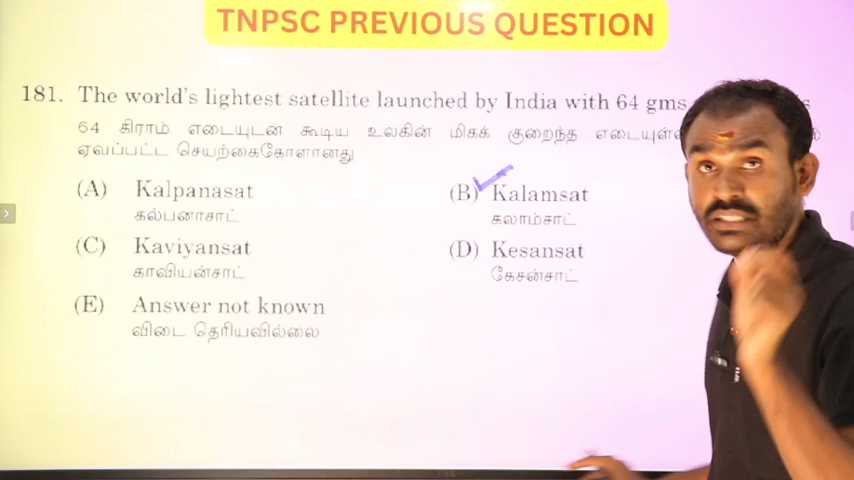 TNPSC PREVIOUS QUESTION
181. The world's lightest satellite launched by India with 64 gms
64 கிராம் எடையுடன் கூடிய உலகின் மிகக் குறைந்த
ஏவப்பட்ட செயற்கைகோளானது
(A) Kalpanasat
கல்பனாசாட்
(B) Kalamsat
கலாம்சாட்
(C) Kaviyansat
காவியன்சாட்
(D) Kesansat
கேசன்சாட்
(E) Answer not known
விடை தெரியவில்லை